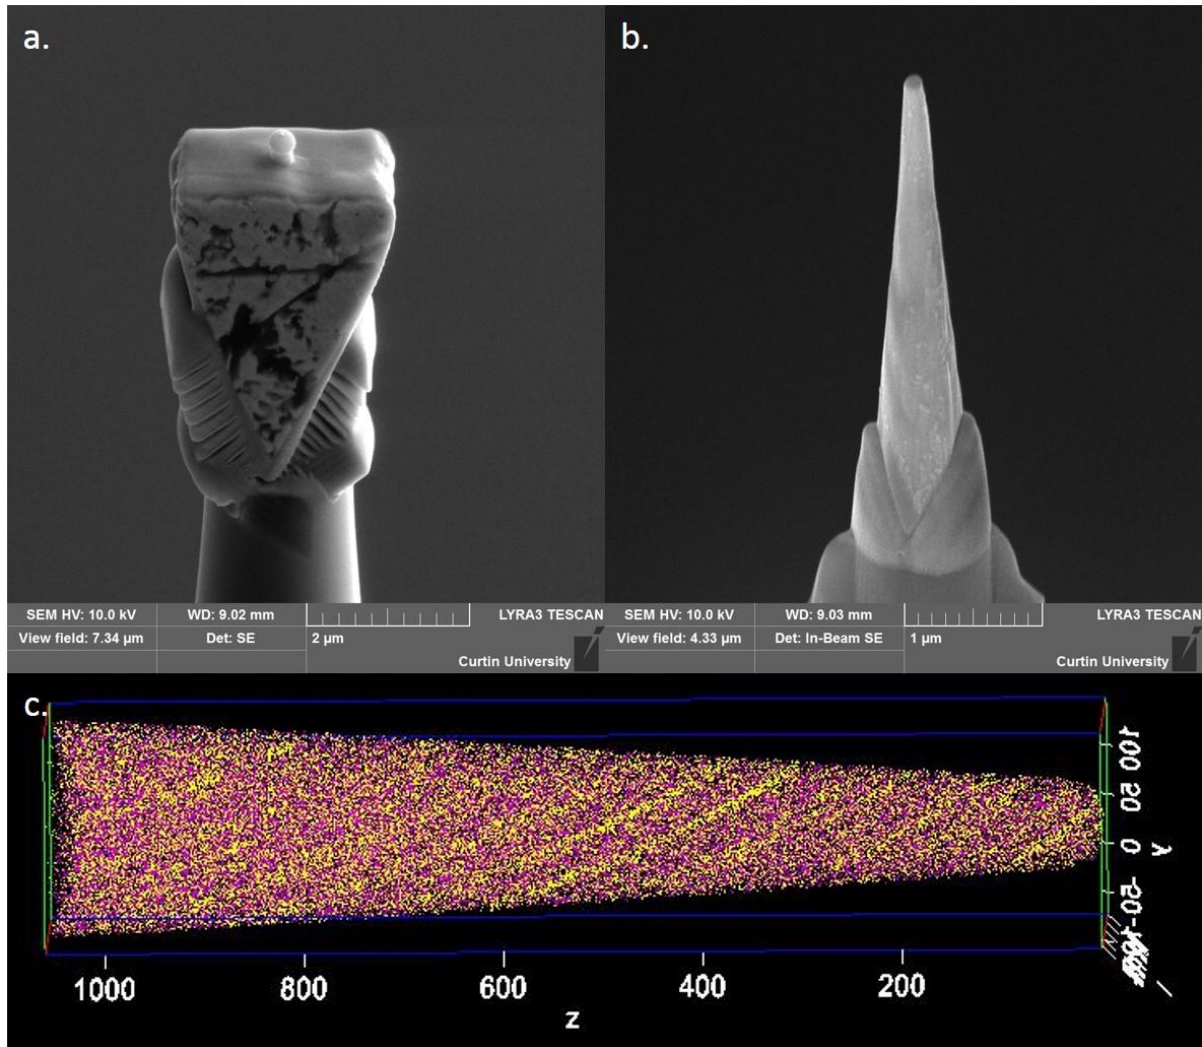 a.
SEM HV: 10.0 kV WD: 9.02 mm LYRA3 TESCAN
View field: 7.34 µm Det: SE 2 µm
Curtin University
b.
SEM HV: 10.0 kV WD: 9.03 mm LYRA3 TESCAN
View field: 4.33 µm Det: In-Beam SE 1 µm
Curtin University
c.
100
50
0
-50
y
1000 800 600 400 200
z